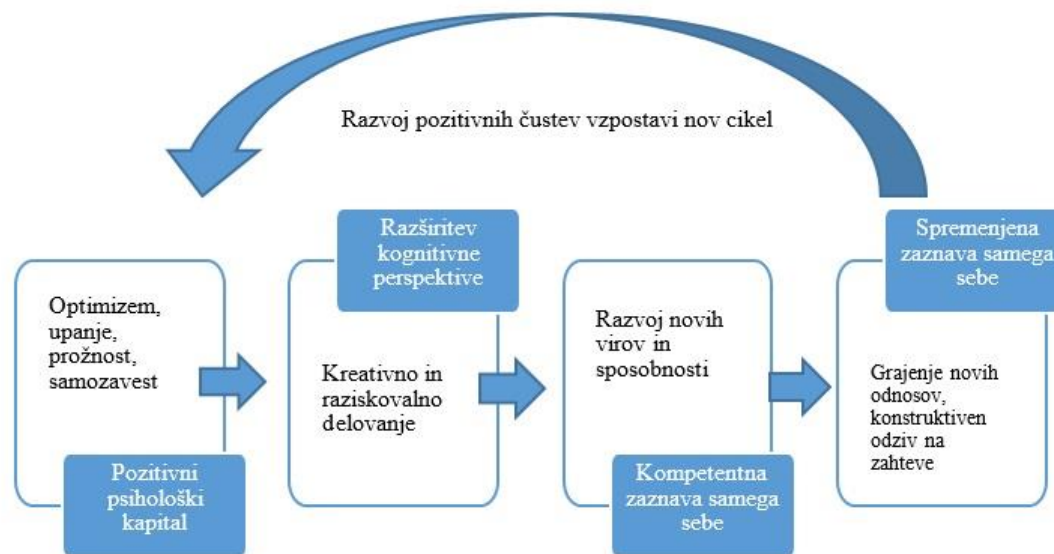 Razvoj pozitivnih čustev vzpostavi nov cikel
Optimizem,
upanje,
prožnost,
samozavest
Pozitivni
psihološki
kapital
Razširitev
kognitivne
perspektive
Kreativno in
raziskovalno
delovanje
Razvoj novih
virov in
sposobnosti
Kompetentna
zaznava samega
sebe
Spremenjena
zaznava samega
sebe
Grajenje novih
odnosov,
konstruktiven
odziv na
zahteve